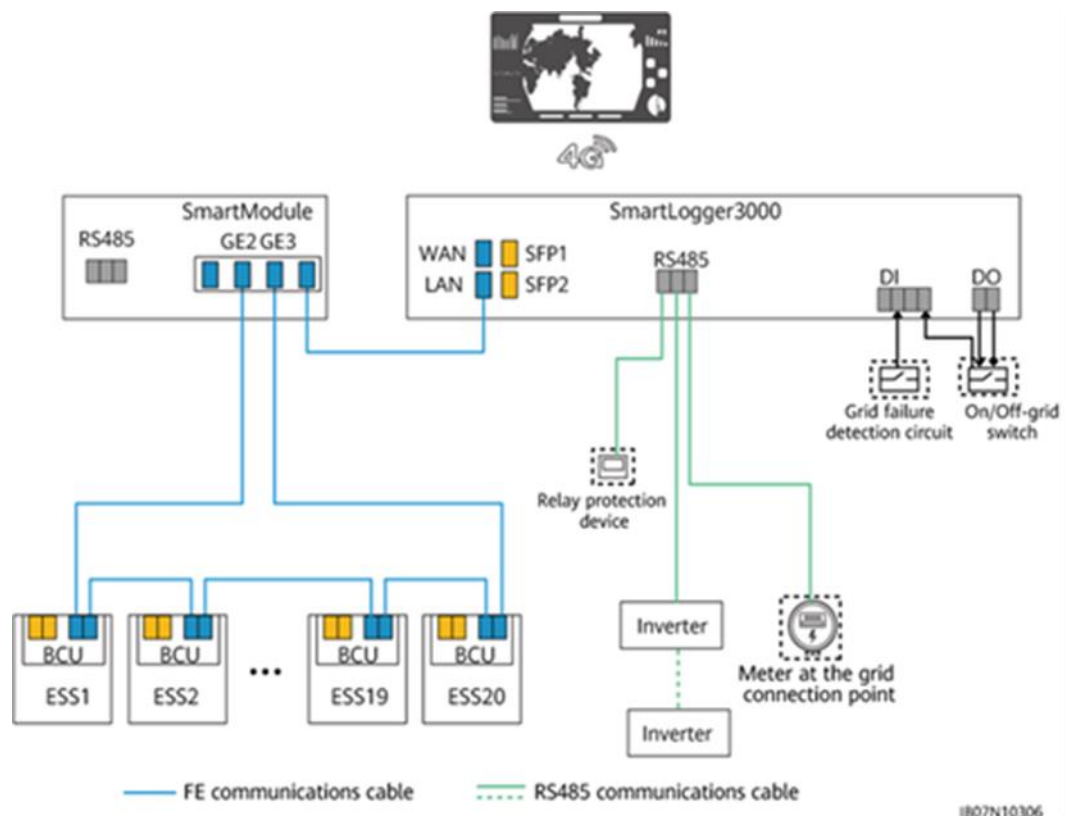 4G
SmartModule
RS485
GE2 GE3
SmartLogger3000
WAN
SFP1
LAN
SFP2
RS485
DI
DO
Grid failure
detection circuit
On/Off-grid
switch
Relay protection
device
BCU
ESS1
BCU
ESS2
...
BCU
ESS19
BCU
ESS20
Inverter
Inverter
Meter at the grid
connection point
FE communications cable
RS485 communications cable
IB07N10306